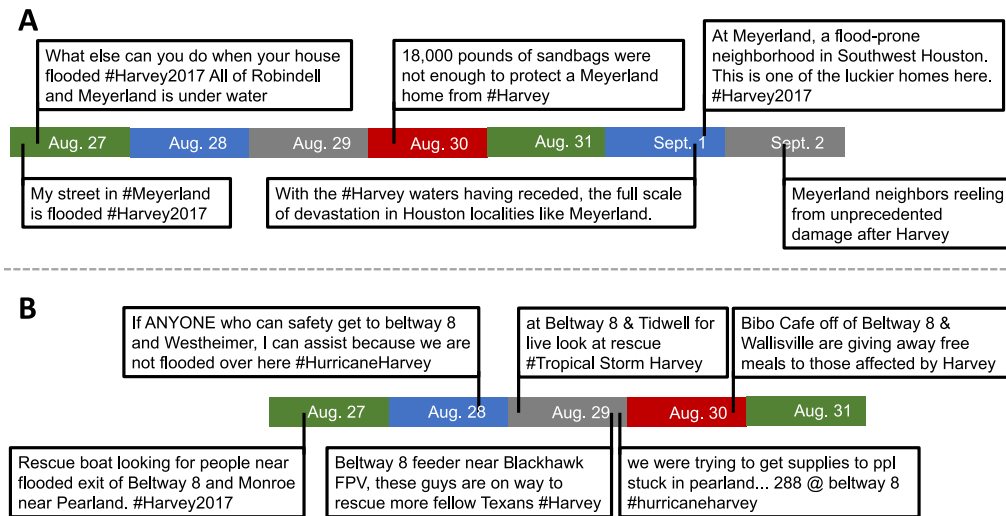 A
What else can you do when your house
flooded #Harvey2017 All of Robindell
and Meyerland is under water
18,000 pounds of sandbags were
not enough to protect a Meyerland
home from #Harvey
At Meyerland, a flood-prone
neighborhood in Southwest Houston.
This is one of the luckier homes here.
#Harvey2017
Aug. 27 Aug. 28 Aug. 29 Aug. 30 Aug. 31 Sept. 1 Sept. 2
My street in #Meyerland
is flooded #Harvey2017
With the #Harvey waters having receded, the full scale
of devastation in Houston localities like Meyerland.
Meyerland neighbors reeling
from unprecedented
damage after Harvey
B
If ANYONE who can safety get to beltway 8
and Westheimer, I can assist because we are
not flooded over here #HurricaneHarvey
at Beltway 8 & Tidwell for
live look at rescue
#Tropical Storm Harvey
Bibo Cafe off of Beltway 8 &
Wallisville are giving away free
meals to those affected by Harvey
Aug. 27 Aug. 28 Aug. 29 Aug. 30 Aug. 31
Rescue boat looking for people near
flooded exit of Beltway 8 and Monroe
near Pearland. #Harvey2017
Beltway 8 feeder near Blackhawk
FPV, these guys are on way to
rescue more fellow Texans #Harvey
we were trying to get supplies to ppl
stuck in pearland... 288 @ beltway 8
#hurricaneharvey